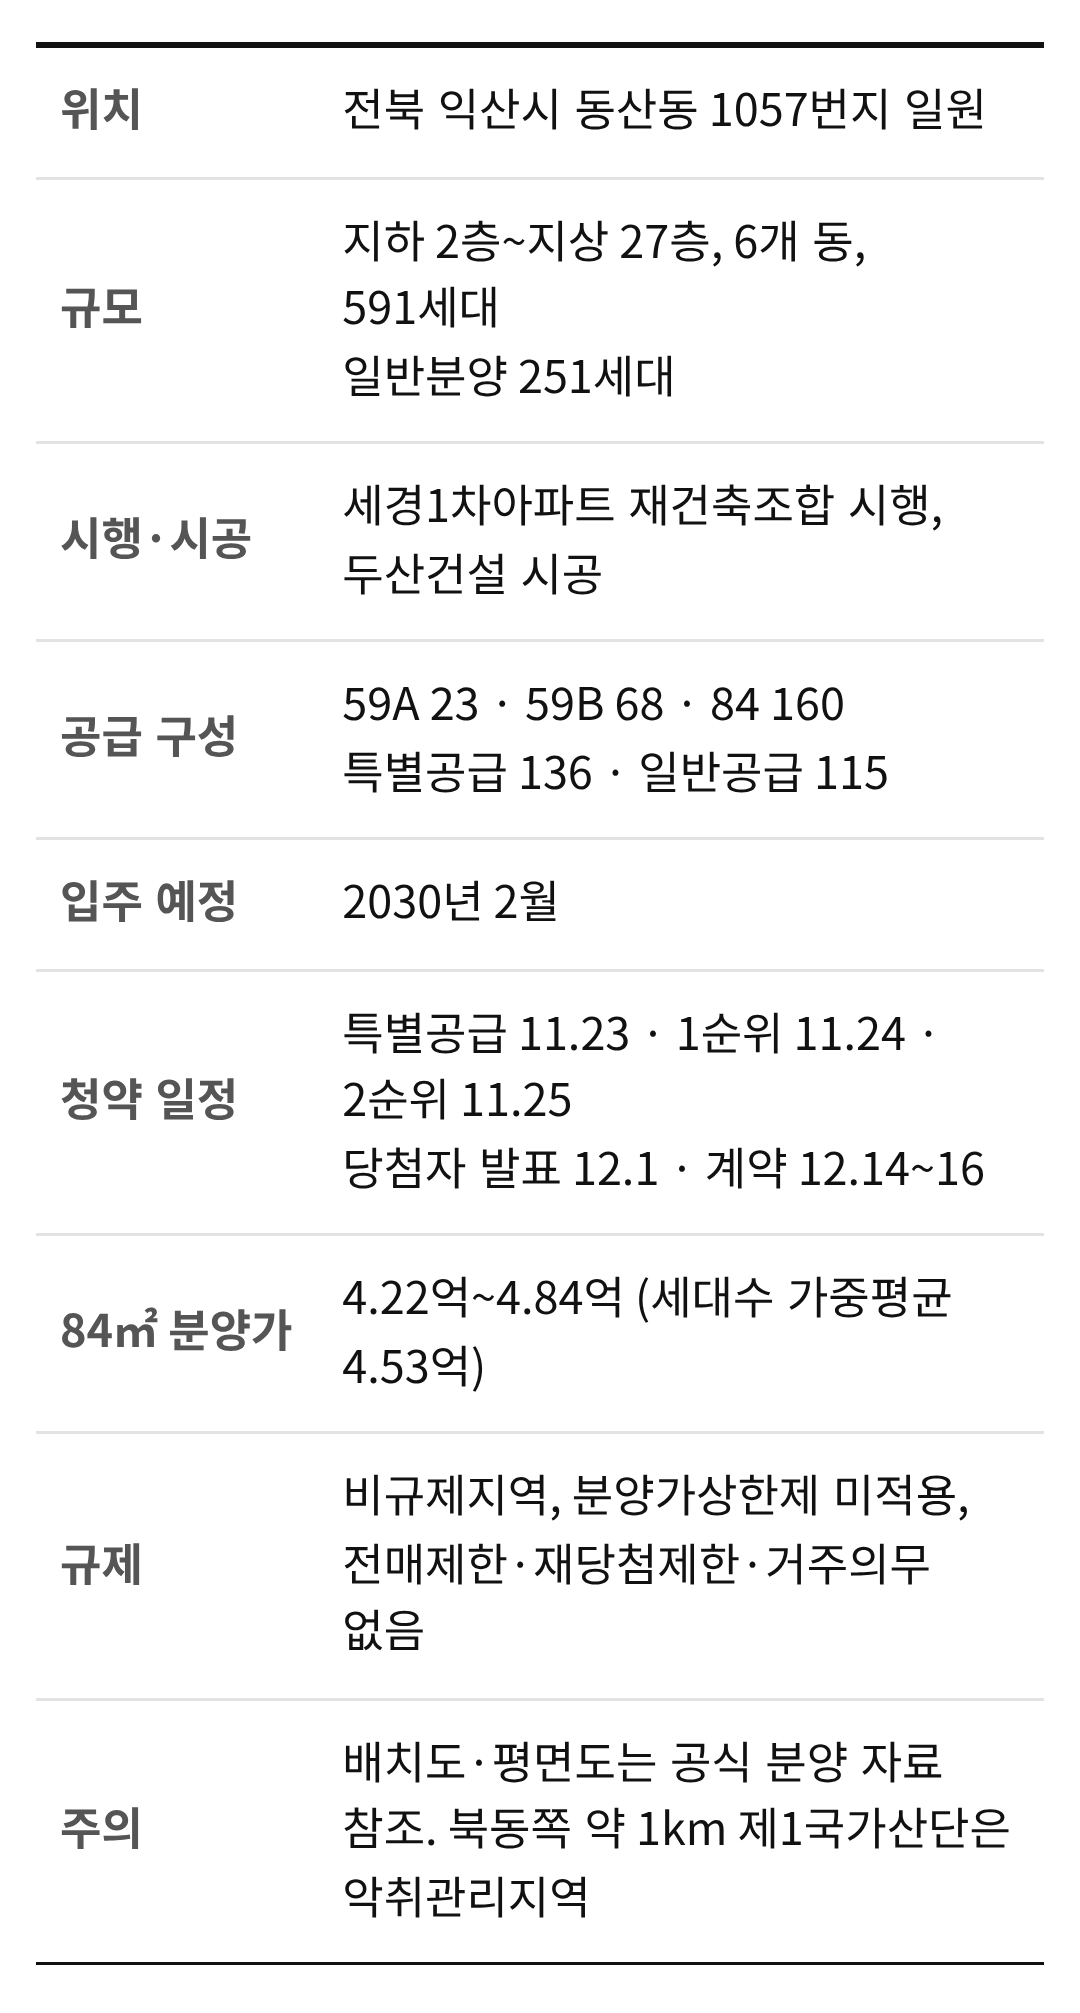 위치
전북 익산시 동산동 1057번지 일원
규모
지하 2층~지상 27층, 6개 동,
591세대
일반분양 251세대
시행·시공
세경1차아파트 재건축조합 시행,
두산건설 시공
공급 구성
59A 23 · 59B 68 · 84 160
특별공급 136 · 일반공급 115
입주 예정
2030년 2월
청약 일정
특별공급 11.23 · 1순위 11.24 ·
2순위 11.25
당첨자 발표 12.1 · 계약 12.14~16
84㎡ 분양가
4.22억~4.84억 (세대수 가중평균
4.53억)
규제
비규제지역, 분양가상한제 미적용,
전매제한·재당첨제한·거주의무
없음
주의
배치도·평면도는 공식 분양 자료
참조. 북동쪽 약 1km 제1국가산단은
악취관리지역